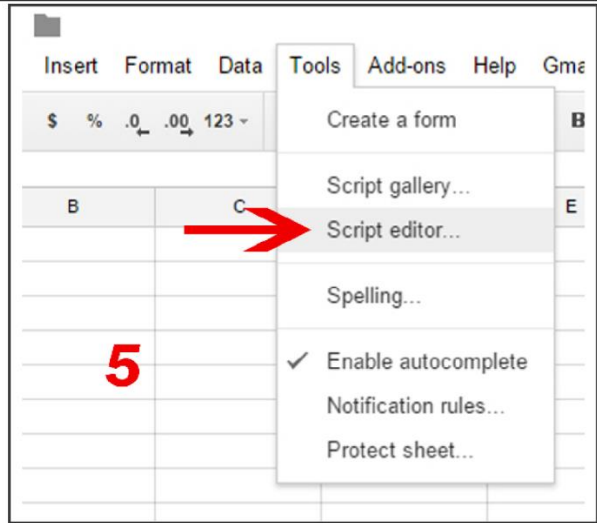 Insert Format Data Tools Add-ons Help Gma
$ % .0 .00 123 B
Create a form
Script gallery...
B C E
Script editor...
Spelling...
5
Enable autocomplete
Notification rules...
Protect sheet...